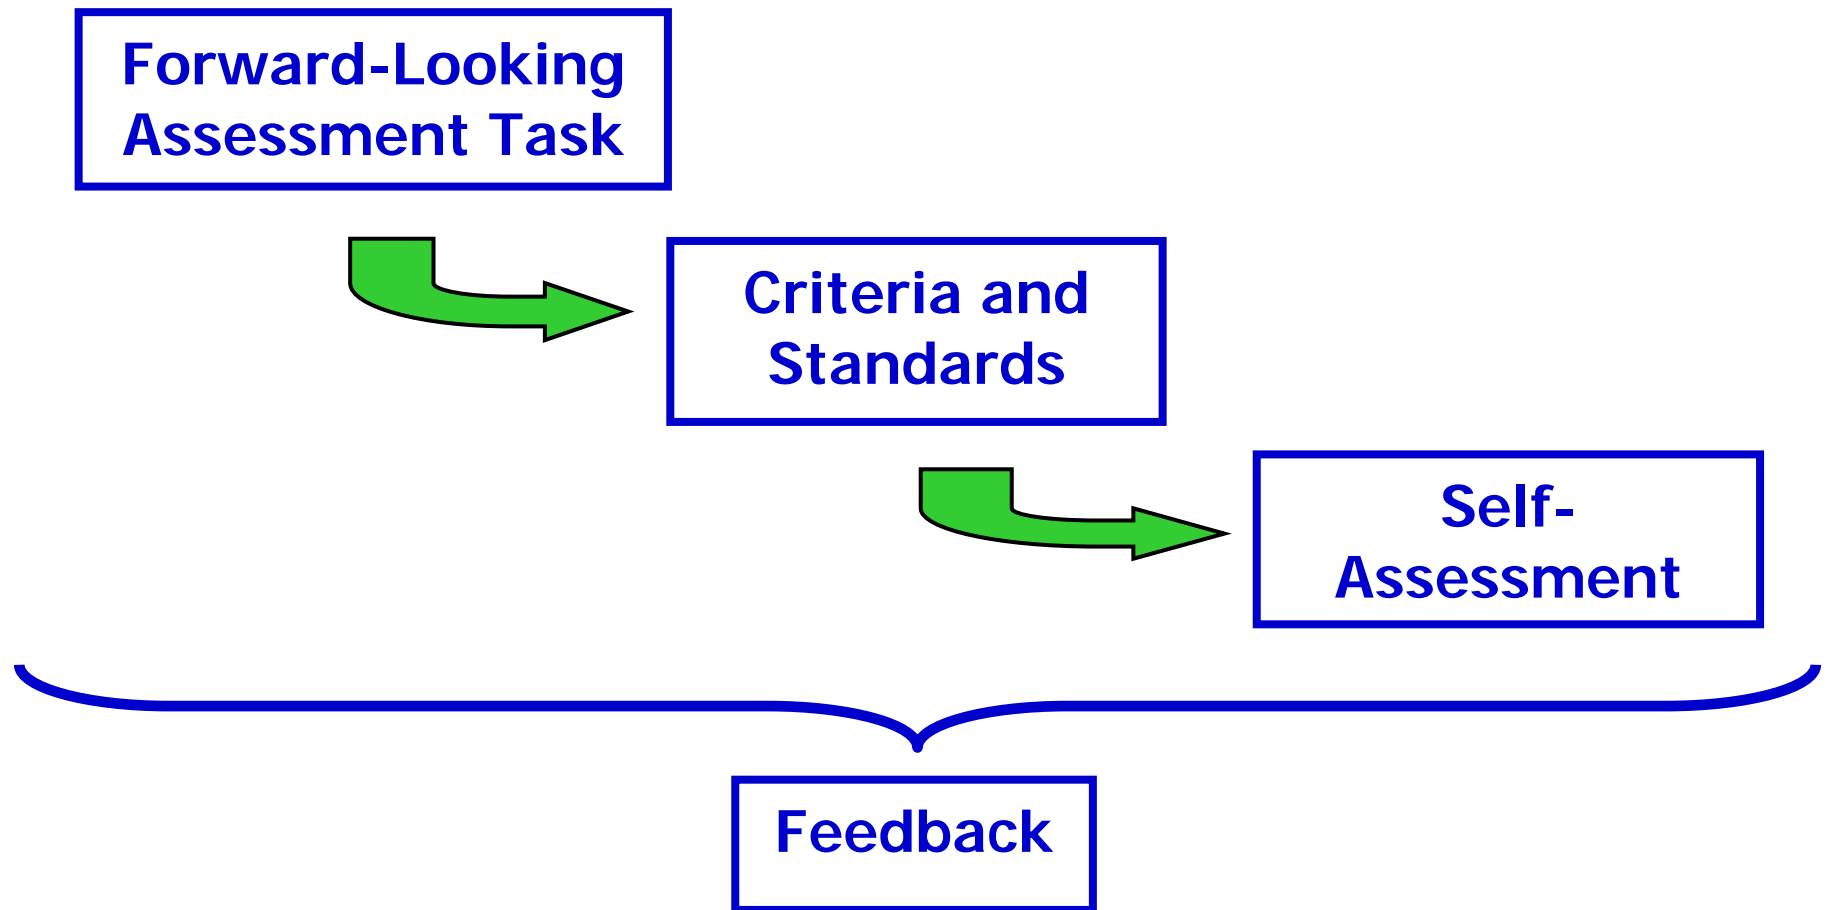 Forward-Looking
Assessment Task
Criteria and
Standards
Self-
Assessment
Feedback